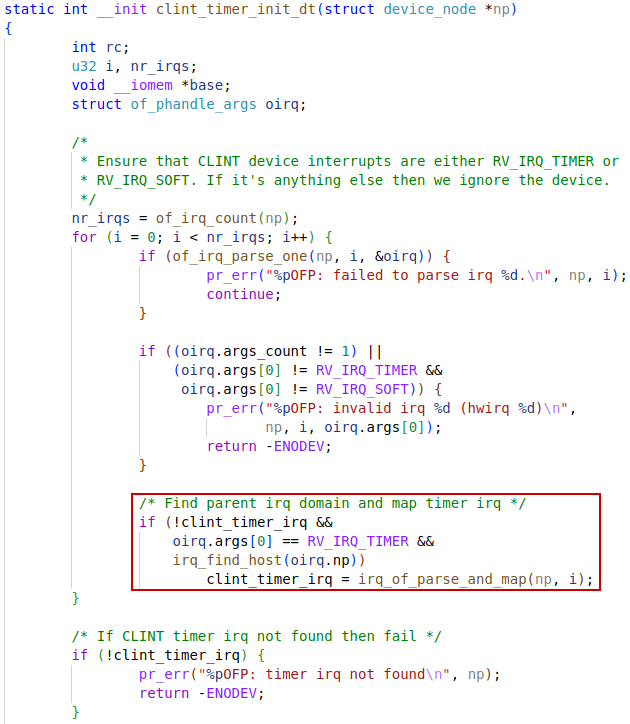 static int __init clint_timer_init_dt(struct device_node *np)
{
int rc;
u32 i, nr_irqs;
void __iomem *base;
struct of_phandle_args oirq;
/*
* Ensure that CLINT device interrupts are either RV_IRQ_TIMER or
* RV_IRQ_SOFT. If it's anything else then we ignore the device.
*/
nr_irqs = of_irq_count(np);
for (i = 0; i < nr_irqs; i++) {
if (of_irq_parse_one(np, i, &oirq)) {
pr_err("%pOFP: failed to parse irq %d.\n", np, i);
continue;
}
if ((oirq.args_count != 1) ||
(oirq.args[0] != RV_IRQ_TIMER &&
oirq.args[0] != RV_IRQ_SOFT)) {
pr_err("%pOFP: invalid irq %d (hwirq %d)\n",
np, i, oirq.args[0]);
return -ENODEV;
}
/* Find parent irq domain and map timer irq */
if (!clint_timer_irq &&
oirq.args[0] == RV_IRQ_TIMER &&
irq_find_host(oirq.np))
clint_timer_irq = irq_of_parse_and_map(np, i);
}
/* If CLINT timer irq not found then fail */
if (!clint_timer_irq) {
pr_err("%pOFP: timer irq not found\n", np);
return -ENODEV;
}